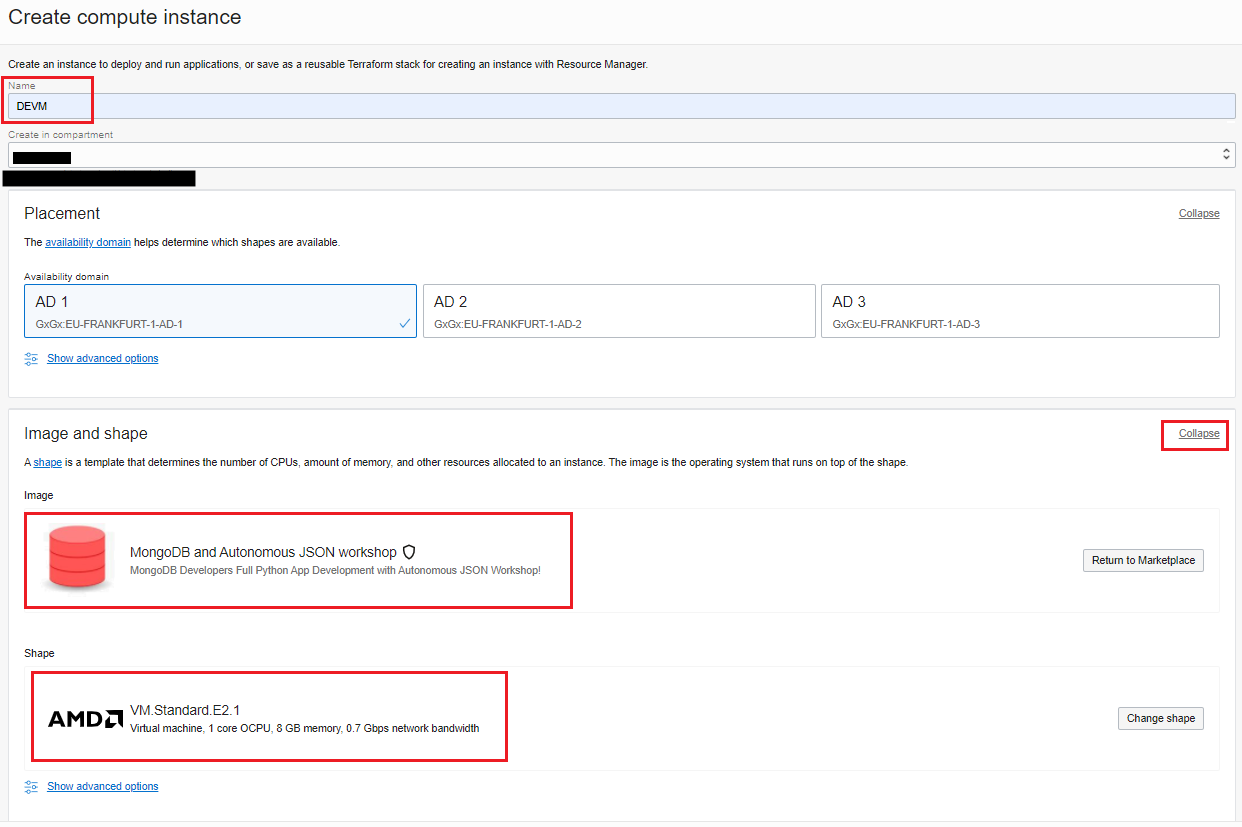 Create compute instance
Create an instance to deploy and run applications, or save as a reusable Terraform stack for creating an instance with Resource Manager.
Name
DEVM
Create in compartment
Placement
Collapse
The availability domain helps determine which shapes are available.
Availability domain
AD 1
GxGx:EU-FRANKFURT-1-AD-1
AD 2
GxGx:EU-FRANKFURT-1-AD-2
AD 3
GxGx:EU-FRANKFURT-1-AD-3
Show advanced options
Image and shape
Collapse
A shape is a template that determines the number of CPUs, amount of memory, and other resources allocated to an instance. The image is the operating system that runs on top of the shape.
Image
MongoDB and Autonomous JSON workshop
MongoDB Developers Full Python App Development with Autonomous JSON Workshop!
Return to Marketplace
Shape
AMD
VM.Standard.E2.1
Virtual machine, 1 core OCPU, 8 GB memory, 0.7 Gbps network bandwidth
Change shape
Show advanced options